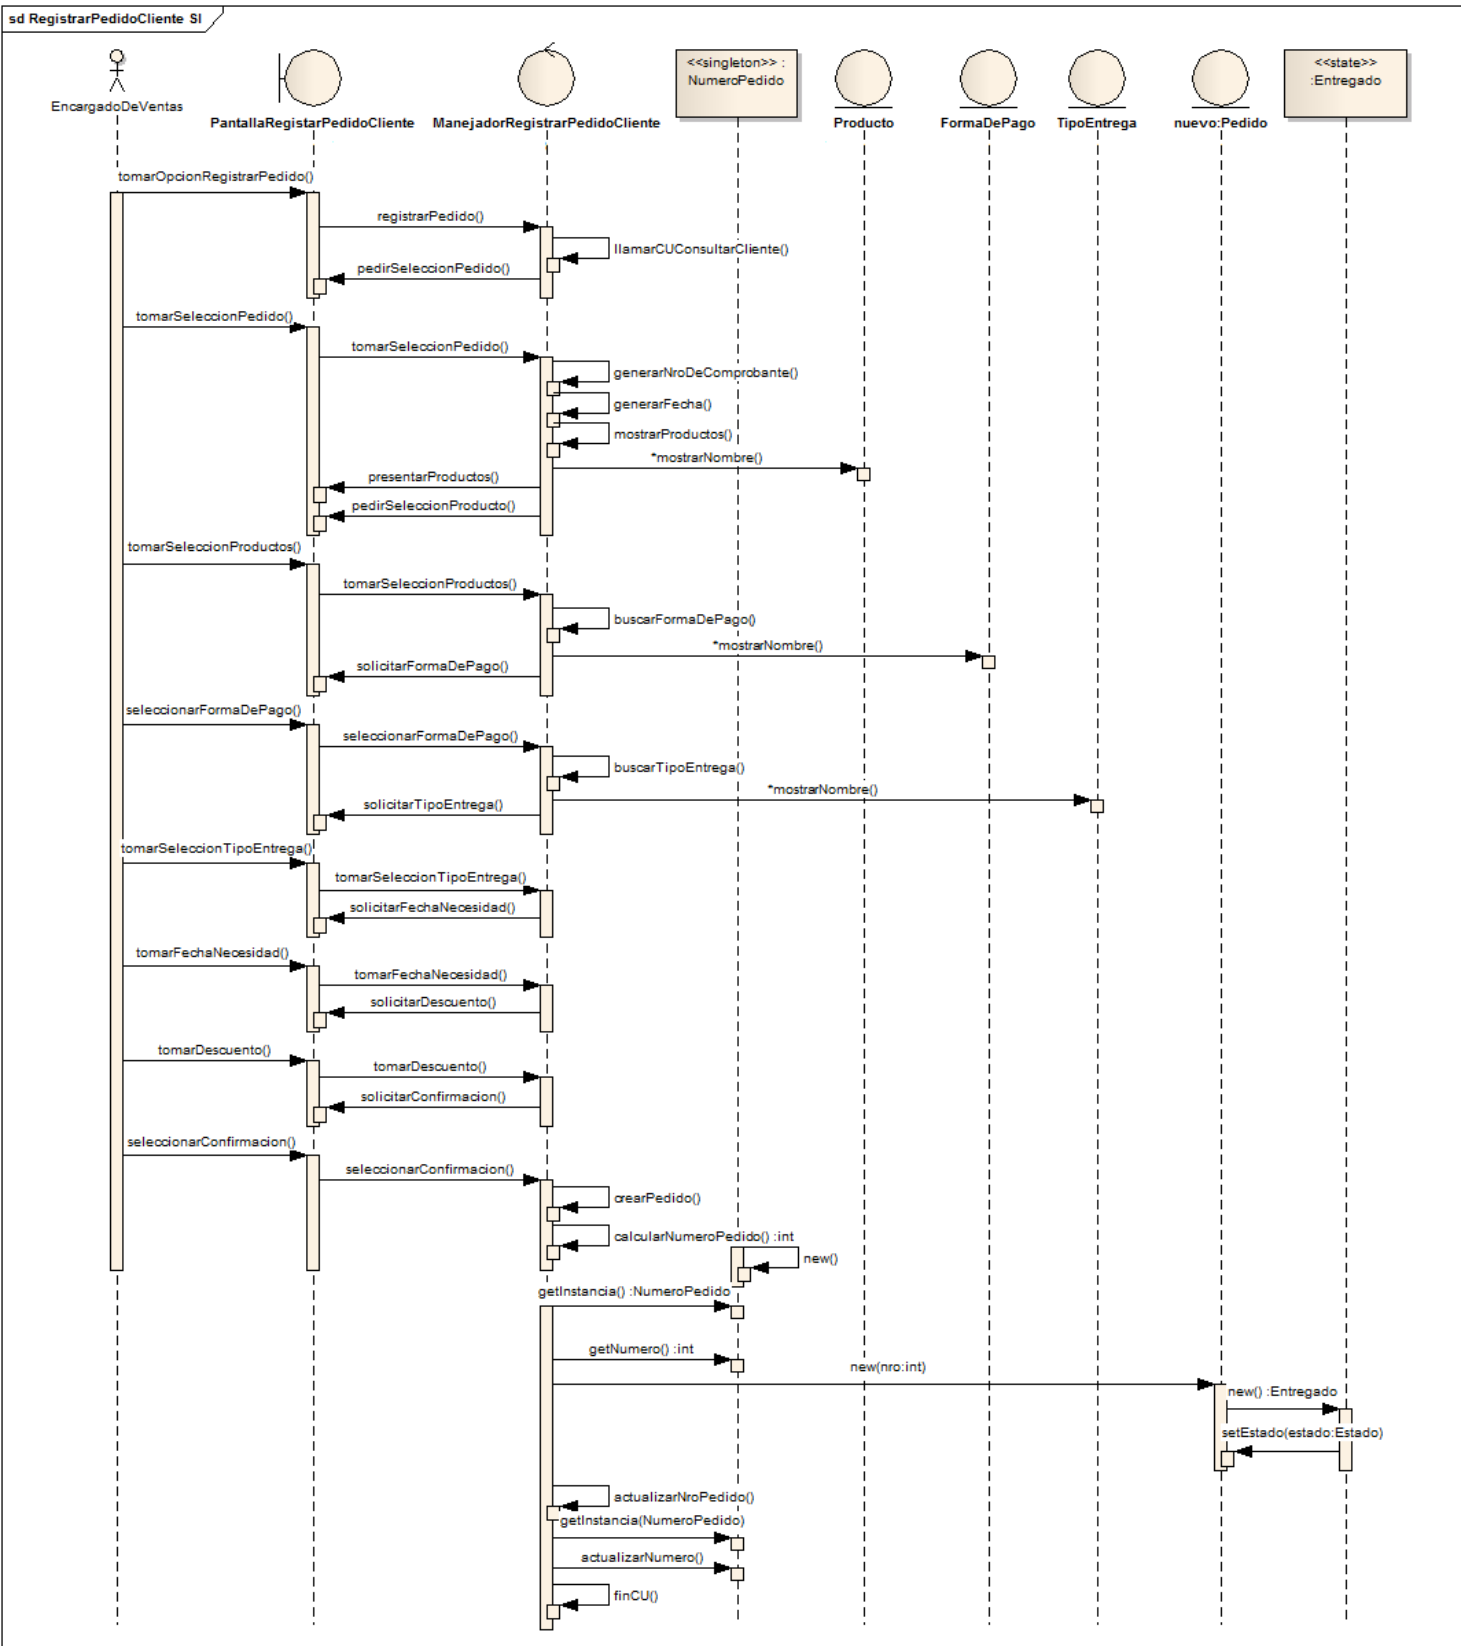 sd RegistrarPedidoCliente SI
EncargadoDeVentas
PantallaRegistarPedidoCliente
ManejadorRegistrarPedidoCliente
<<singleton>> :
NumeroPedido
Producto
FormaDePago
TipoEntrega
nuevo:Pedido
<<state>>
:Entregado
tomarOpcionRegistrarPedido()
registrarPedido()
llamarCUConsultarCliente()
pedirSeleccionPedido()
tomarSeleccionPedido()
tomarSeleccionPedido()
generarNroDeComprobante()
generarFecha()
mostrarProductos()
*mostrarNombre()
presentarProductos()
pedirSeleccionProducto()
tomarSeleccionProductos()
tomarSeleccionProductos()
buscarFormaDePago()
*mostrarNombre()
solicitarFormaDePago()
seleccionarFormaDePago()
seleccionarFormaDePago()
buscarTipoEntrega()
*mostrarNombre()
solicitarTipoEntrega()
tomarSeleccionTipoEntrega()
tomarSeleccionTipoEntrega()
solicitarFechaNecesidad()
tomarFechaNecesidad()
tomarFechaNecesidad()
solicitarDescuento()
tomarDescuento()
tomarDescuento()
solicitarConfirmacion()
seleccionarConfirmacion()
seleccionarConfirmacion()
crearPedido()
calcularNumeroPedido() :int
new()
getInstancia() :NumeroPedido
getNumero() :int
new(nro:int)
new() :Entregado
setEstado(estado:Estado)
actualizarNroPedido()
getInstancia(NumeroPedido)
actualizarNumero()
finCU()